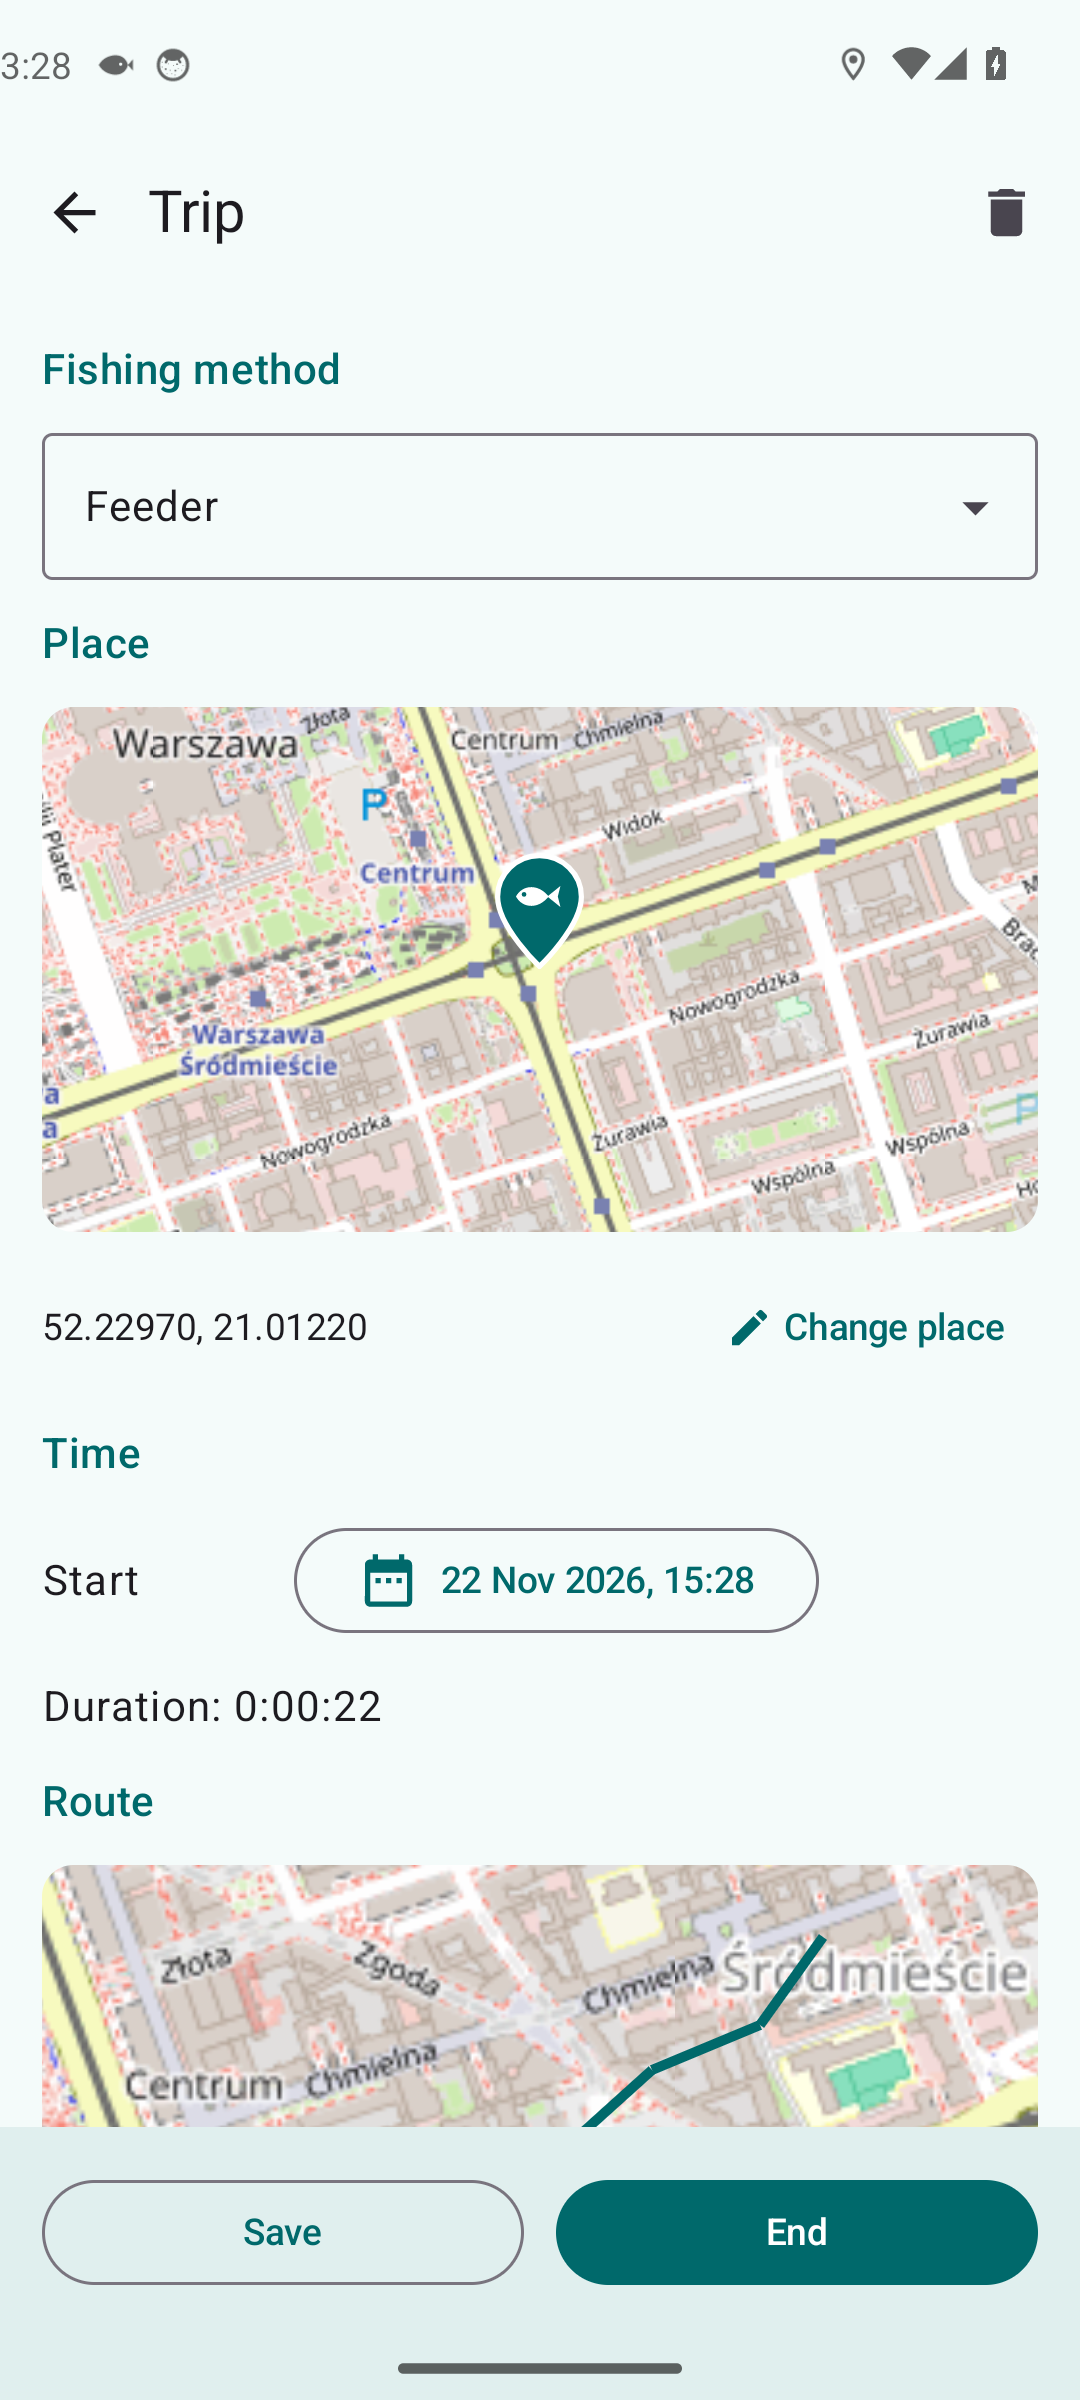 3:28
Trip
Fishing method
Feeder
Place
Warszawa
Złota
Centrum
Chmielna
P
Widok
Plater
Centrum
Nowogrodzka
Żurawia
Warszawa
Śródmieście
a
a
P
Nowogrodzka
Żurawia
Wspólna
Wspólna
52.22970, 21.01220
Change place
Time
Start
22 Nov 2026, 15:28
Duration: 0:00:22
Route
Złota
Zgoda
Chmielna
Śródmieście
Centrum
Chmielna
Save
End